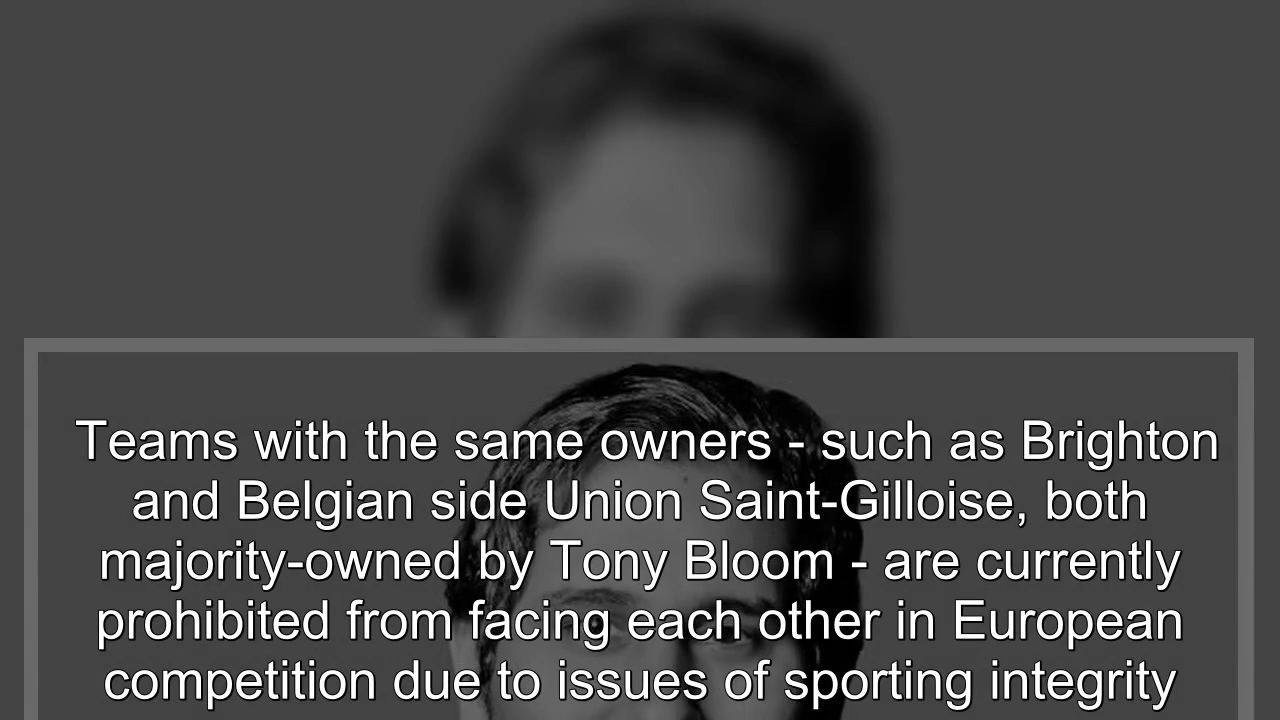 Teams with the same owners - such as Brighton
and Belgian side Union Saint-Gilloise, both
majority-owned by Tony Bloom - are currently
prohibited from facing each other in European
competition due to issues of sporting integrity